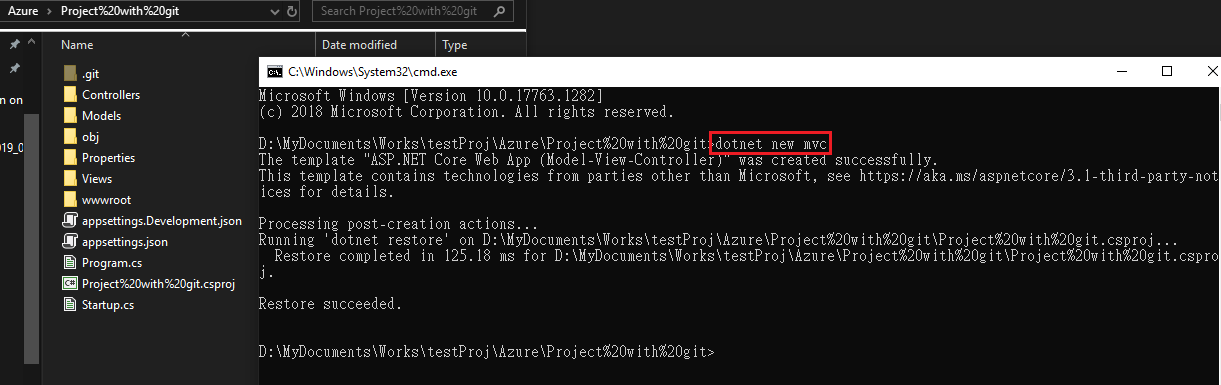 Azure > Project%20with%20git
Search Project%20with%20git
Name
Date modified
Type
.git
Controllers
Models
obj
Properties
Views
wwwroot
appsettings.Development.json
appsettings.json
Program.cs
Project%20with%20git.csproj
Startup.cs
n on
019_0
C:\Windows\System32\cmd.exe
Microsoft Windows [Version 10.0.17763.1282]
(c) 2018 Microsoft Corporation. All rights reserved.
D:\MyDocuments\Works\testProj\Azure\Project%20with%20git>dotnet new mvc
The template "ASP.NET Core Web App (Model-View-Controller)" was created successfully.
This template contains technologies from parties other than Microsoft, see https://aka.ms/aspnetcore/3.1-third-party-not
ices for details.
Processing post-creation actions...
Running 'dotnet restore' on D:\MyDocuments\Works\testProj\Azure\Project%20with%20git\Project%20with%20git.csproj...
Restore completed in 125.18 ms for D:\MyDocuments\Works\testProj\Azure\Project%20with%20git\Project%20with%20git.cspro
j.
Restore succeeded.
D:\MyDocuments\Works\testProj\Azure\Project%20with%20git>